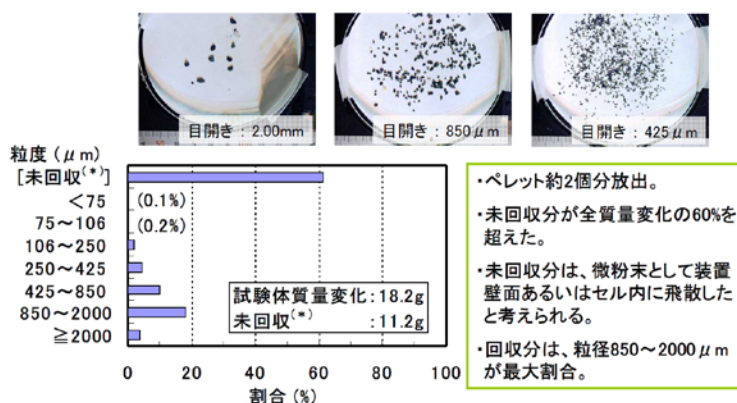 目開き：2.00mm
目開き：850μm
目開き：425μm
粒度(μm)
[未回収(*)]
<75
(0.1%)
75～106
(0.2%)
106～250
250～425
425～850
850～2000
≧2000
試験体質量変化：18.2g
未回収(*)：11.2g
0 20 40 60 80 100
割合(%)
・ペレット約2個分放出。
・未回収分が全質量変化の60%を
超えた。
・未回収分は、微粉末として装置
壁面あるいはセル内に飛散した
と考えられる。
・回収分は、粒径850～2000μm
が最大割合。